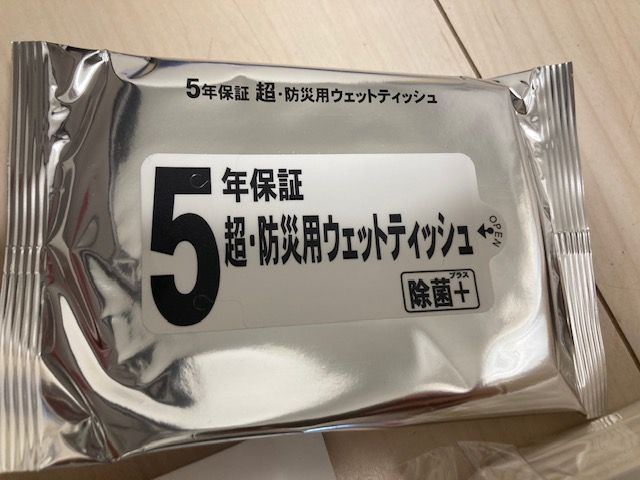 5年保証 超・防災用ウェットティッシュ
5年保証
超・防災用ウェットティッシュ
OPEN
プラス
除菌+